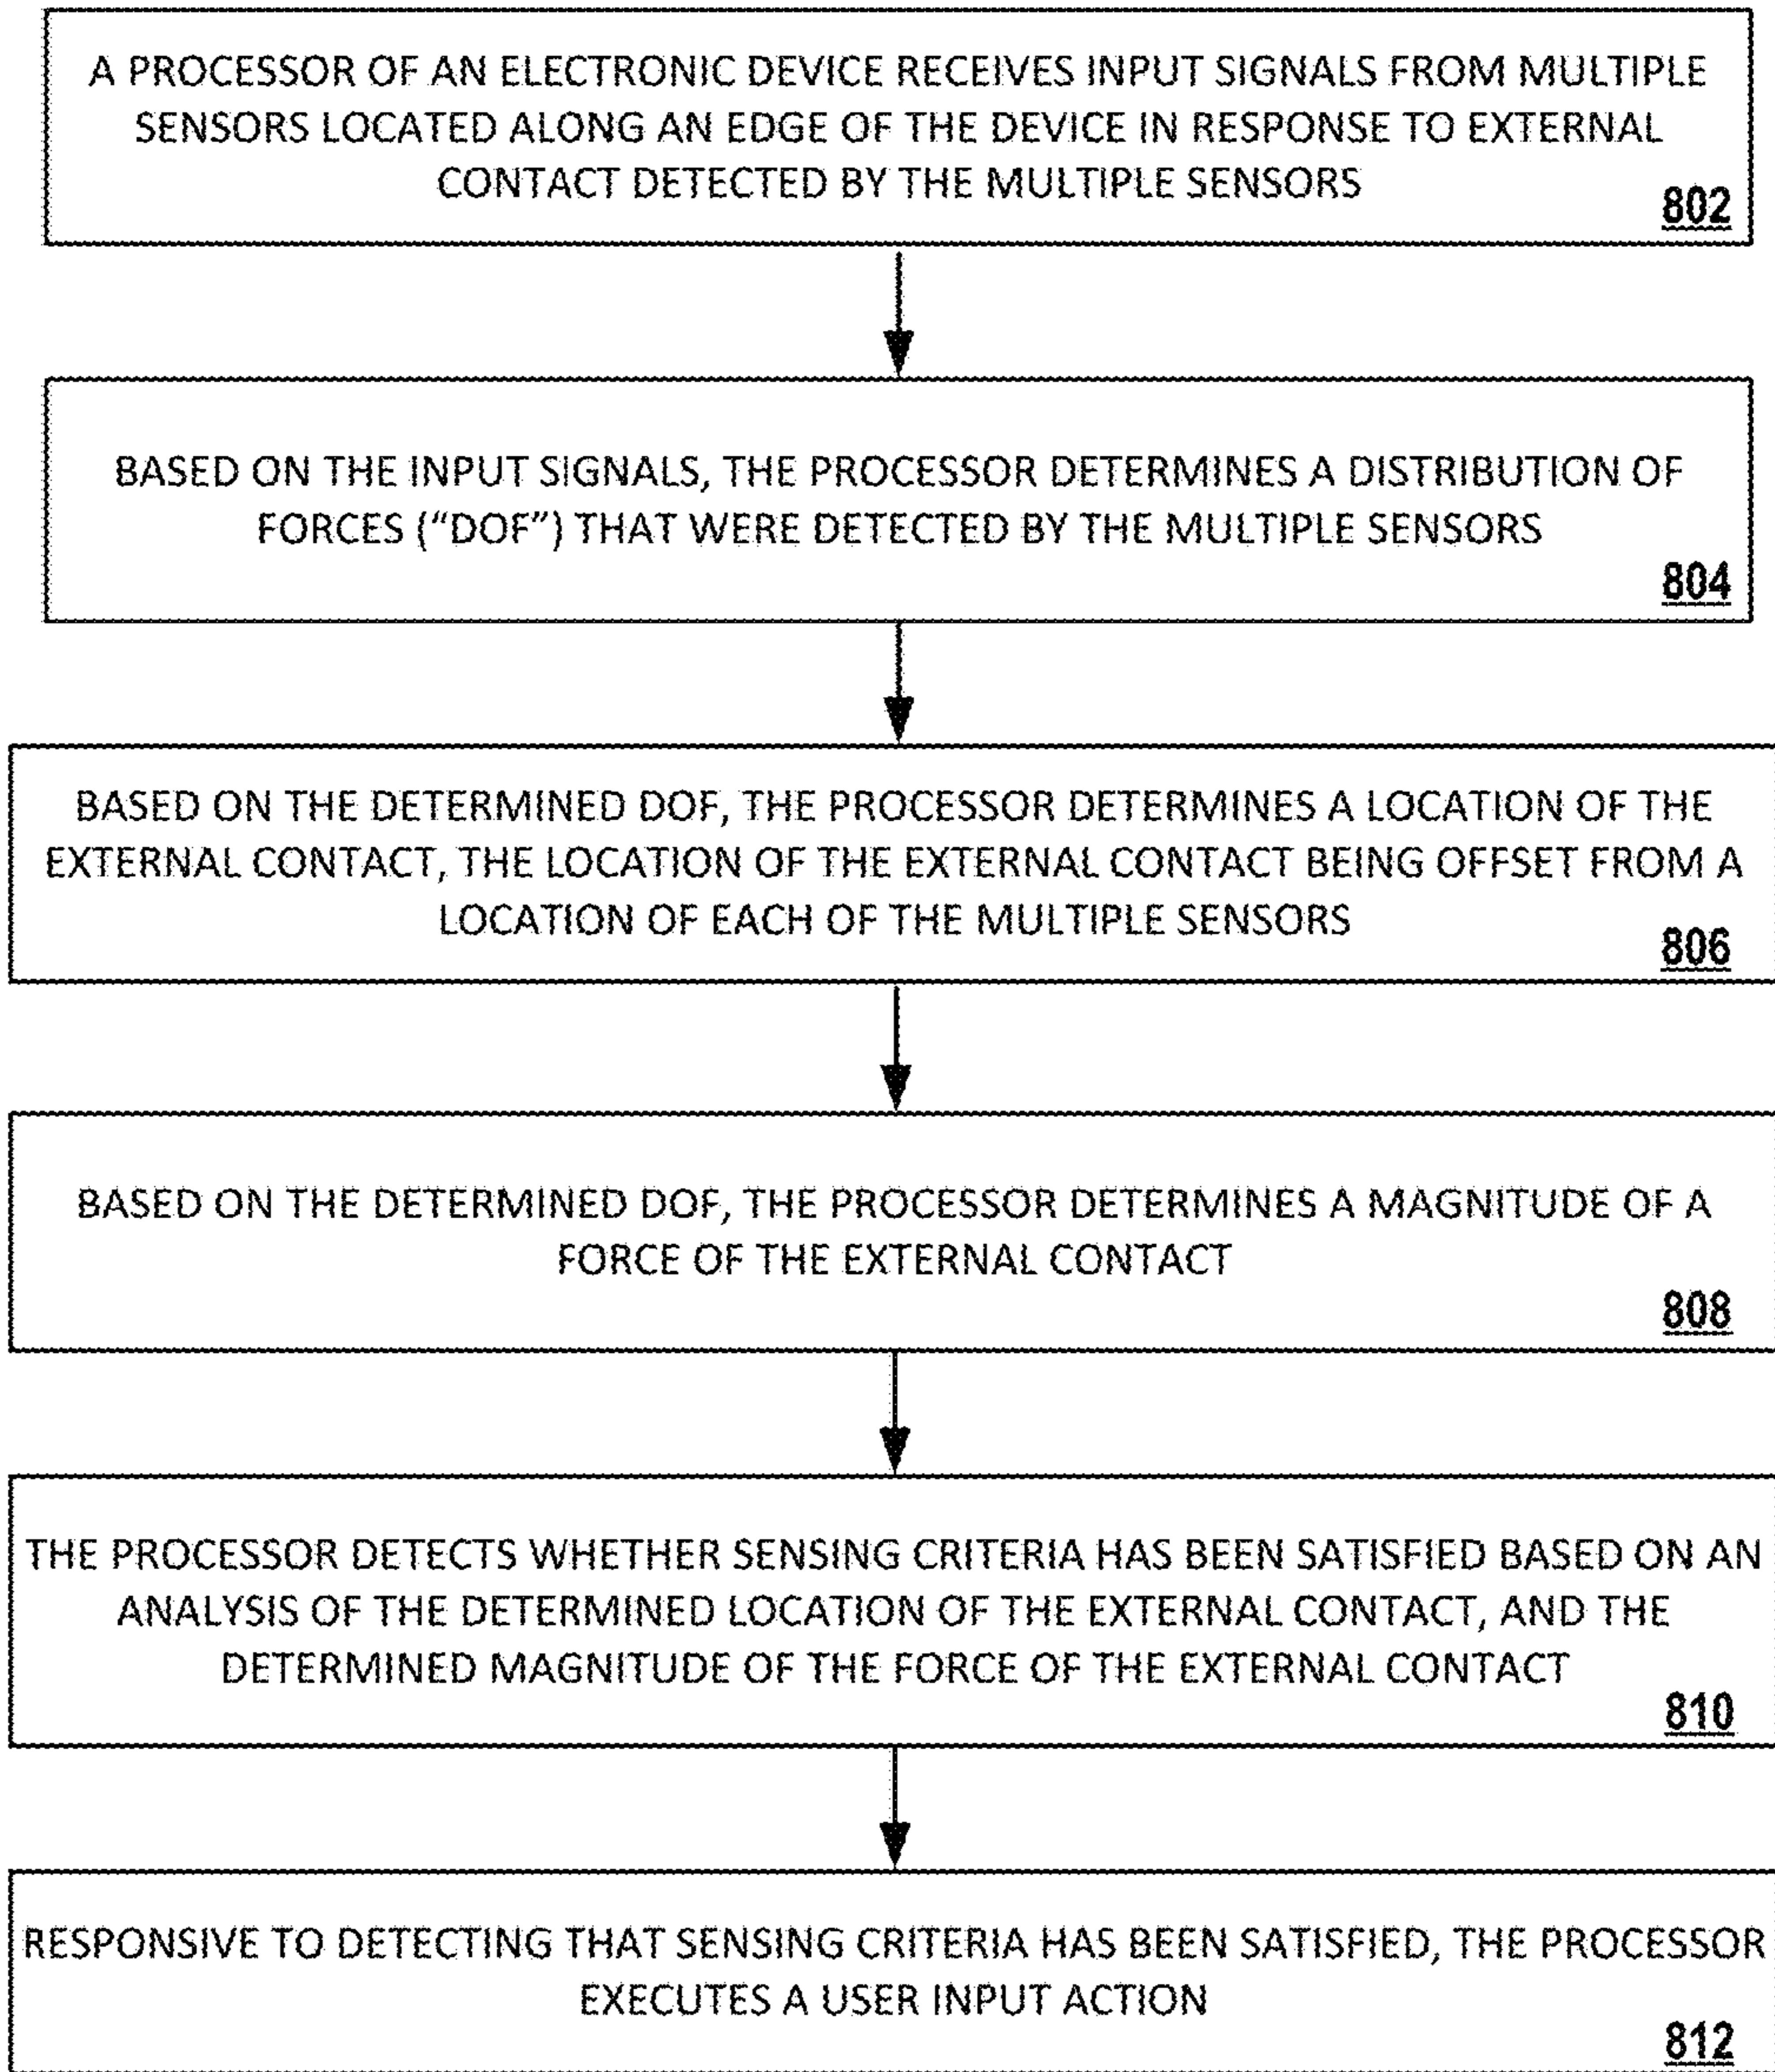 A PROCESSOR OF AN ELECTRONIC DEVICE RECEIVES INPUT SIGNALS FROM MULTIPLE
SENSORS LOCATED ALONG AN EDGE OF THE DEVICE IN RESPONSE TO EXTERNAL
CONTACT DETECTED BY THE MULTIPLE SENSORS
802
BASED ON THE INPUT SIGNALS, THE PROCESSOR DETERMINES A DISTRIBUTION OF
FORCES (“DOF”) THAT WERE DETECTED BY THE MULTIPLE SENSORS
804
BASED ON THE DETERMINED DOF, THE PROCESSOR DETERMINES A LOCATION OF THE
EXTERNAL CONTACT, THE LOCATION OF THE EXTERNAL CONTACT BEING OFFSET FROM A
LOCATION OF EACH OF THE MULTIPLE SENSORS
806
BASED ON THE DETERMINED DOF, THE PROCESSOR DETERMINES A MAGNITUDE OF A
FORCE OF THE EXTERNAL CONTACT
808
THE PROCESSOR DETECTS WHETHER SENSING CRITERIA HAS BEEN SATISFIED BASED ON AN
ANALYSIS OF THE DETERMINED LOCATION OF THE EXTERNAL CONTACT, AND THE
DETERMINED MAGNITUDE OF THE FORCE OF THE EXTERNAL CONTACT
810
RESPONSIVE TO DETECTING THAT SENSING CRITERIA HAS BEEN SATISFIED, THE PROCESSOR
EXECUTES A USER INPUT ACTION
812